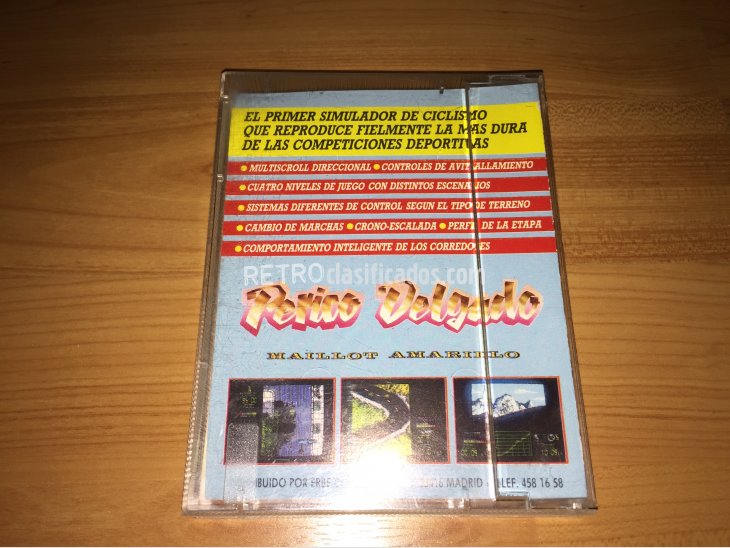 EL PRIMER SIMULADOR DE CICLISMO
QUE REPRODUCE FIELMENTE LA MAS DURA
DE LAS COMPETICIONES DEPORTIVAS
● MULTISCROLL DIRECCIONAL ● CONTROLES DE AVITUALLAMIENTO
● CUATRO NIVELES DE JUEGO CON DISTINTOS ESCENARIOS
● SISTEMAS DIFERENTES DE CONTROL SEGUN EL TIPO DE TERRENO
● CAMBIO DE MARCHAS ● CRONO-ESCALADA ● PERFIL DE LA ETAPA
● COMPORTAMIENTO INTELIGENTE DE LOS CORREDORES
RETROclasificados.com
Perico Delgado
MAILLOT AMARILLO
IBUIDO POR ERBE MADRID - TELEF. 458 16 58